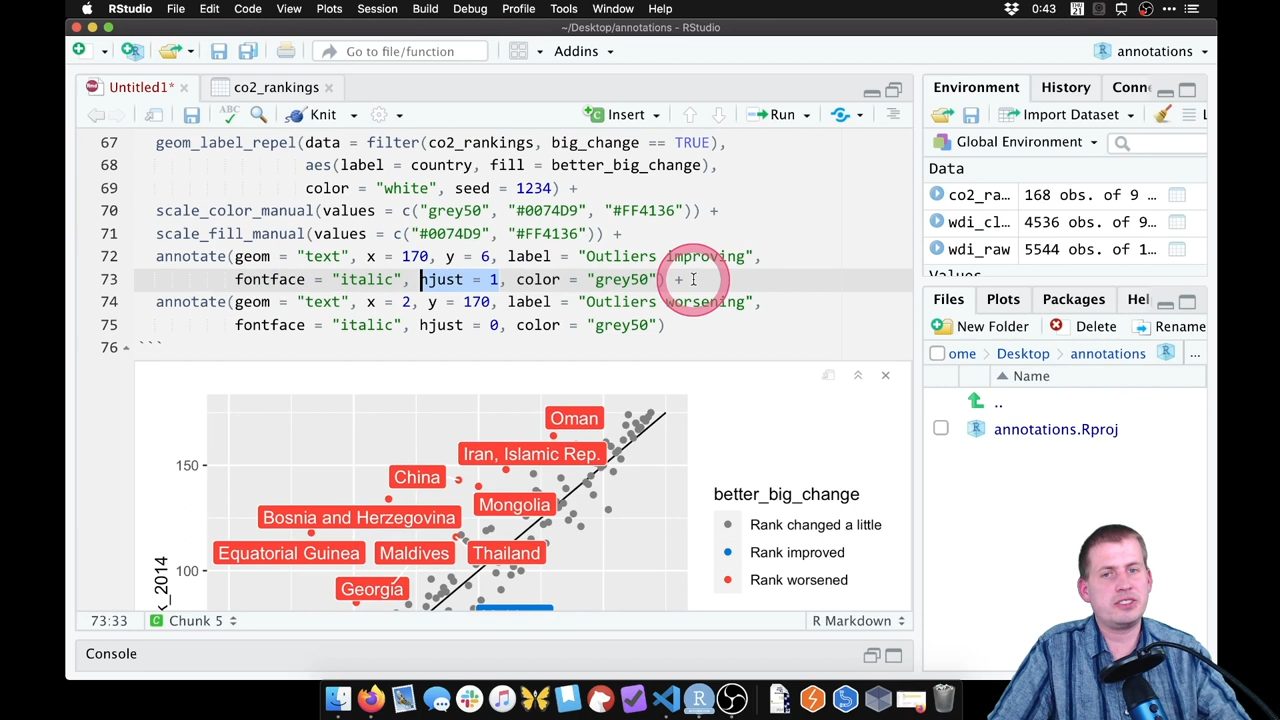 RStudio File Edit Code View Plots Session Build Debug Profile Tools Window Help 0:43 THU 21
~/Desktop/annotations - RStudio
Go to file/function Addins annotations
Untitled1* co2_rankings Environment History Conn
ABC Knit Insert Run Import Dataset L
67 geom_label_repel(data = filter(co2_rankings, big_change == TRUE),
Global Environment
68 aes(label = country, fill = better_big_change),
Data
69 color = "white", seed = 1234) +
co2_ra… 168 obs. of 9 …
70 scale_color_manual(values = c("grey50", "#0074D9", "#FF4136")) +
wdi_cl… 4536 obs. of 9…
71 scale_fill_manual(values = c("#0074D9", "#FF4136")) +
wdi_raw 5544 obs. of 1…
72 annotate(geom = "text", x = 170, y = 6, label = "Outliers improving",
Values
73 fontface = "italic", hjust = 1, color = "grey50") +
74 annotate(geom = "text", x = 2, y = 170, label = "Outliers worsening",
Files Plots Packages Hel
75 fontface = "italic", hjust = 0, color = "grey50")
New Folder Delete Rename
76 ```
ome Desktop annotations ...
Name
..
annotations.Rproj
Oman
150
Iran, Islamic Rep.
China
Mongolia
Bosnia and Herzegovina
Equatorial Guinea Maldives Thailand
100
Georgia
k_2014
better_big_change
Rank changed a little
Rank improved
Rank worsened
73:33 C Chunk 5 R Markdown
Console